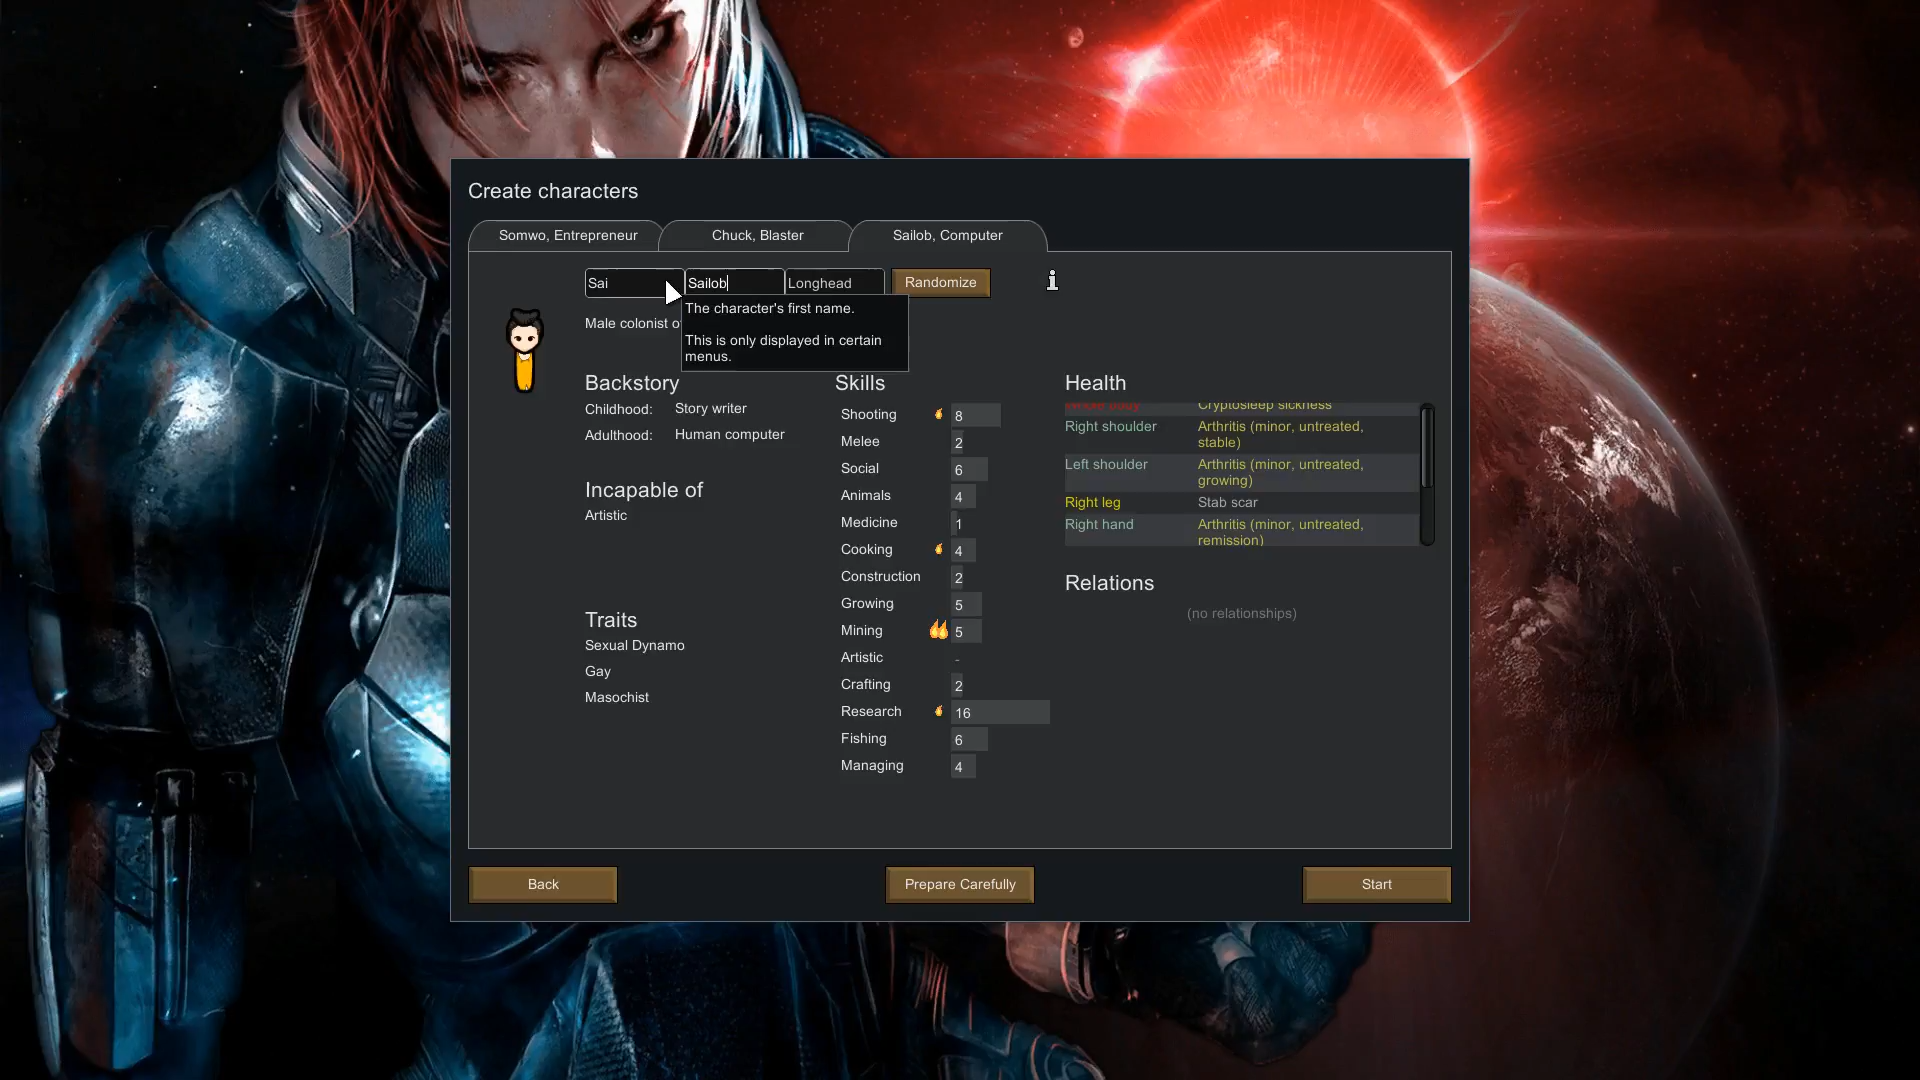 Create characters
Somwo, Entrepreneur
Chuck, Blaster
Sailob, Computer
Sai
Sailob
Longhead
Randomize
Male colonist
The character's first name.
This is only displayed in certain
menus.
Backstory
Childhood: Story writer
Adulthood: Human computer
Incapable of
Artistic
Traits
Sexual Dynamo
Gay
Masochist
Skills
Shooting 8
Melee 2
Social 6
Animals 4
Medicine 1
Cooking 4
Construction 2
Growing 5
Mining 5
Artistic -
Crafting 2
Research 16
Fishing 6
Managing 4
Health
Whole body Cryptosleep sickness
Right shoulder Arthritis (minor, untreated,
stable)
Left shoulder Arthritis (minor, untreated,
growing)
Right leg Stab scar
Right hand Arthritis (minor, untreated,
remission)
Relations
(no relationships)
Back
Prepare Carefully
Start